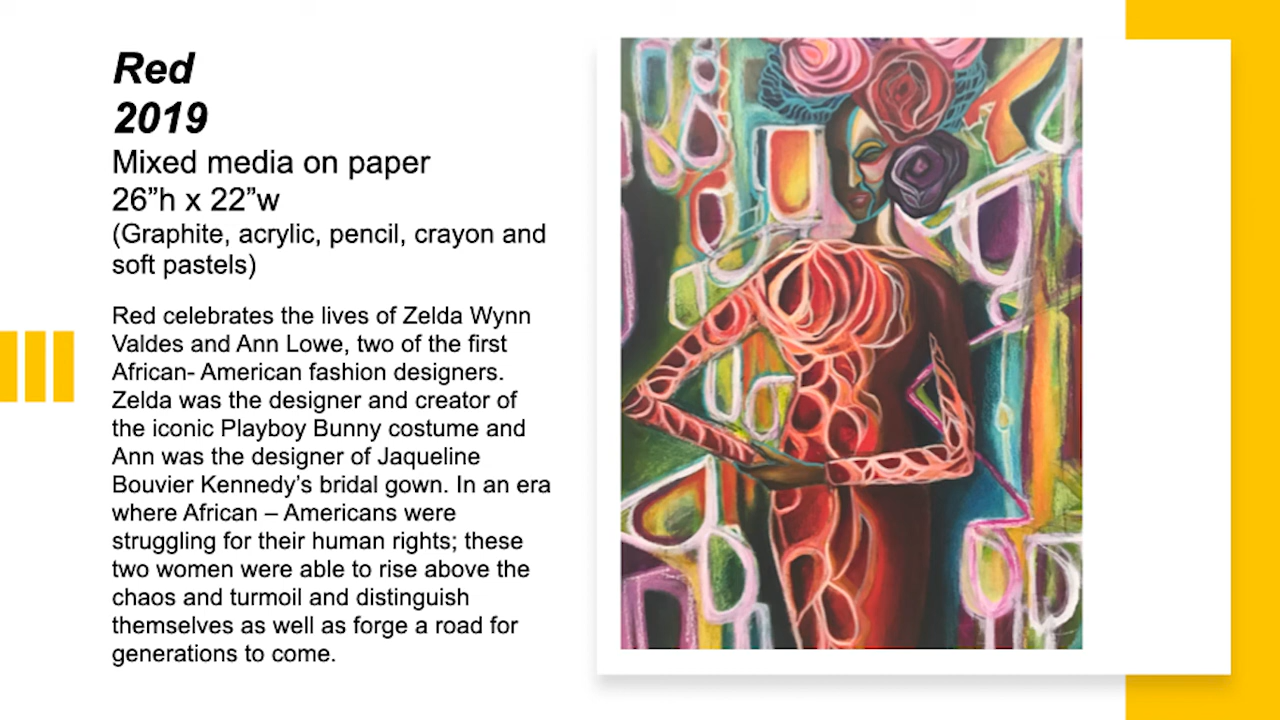 Red
2019
Mixed media on paper
26”h x 22”w
(Graphite, acrylic, pencil, crayon and
soft pastels)
Red celebrates the lives of Zelda Wynn
Valdes and Ann Lowe, two of the first
African- American fashion designers.
Zelda was the designer and creator of
the iconic Playboy Bunny costume and
Ann was the designer of Jaqueline
Bouvier Kennedy’s bridal gown. In an era
where African – Americans were
struggling for their human rights; these
two women were able to rise above the
chaos and turmoil and distinguish
themselves as well as forge a road for
generations to come.